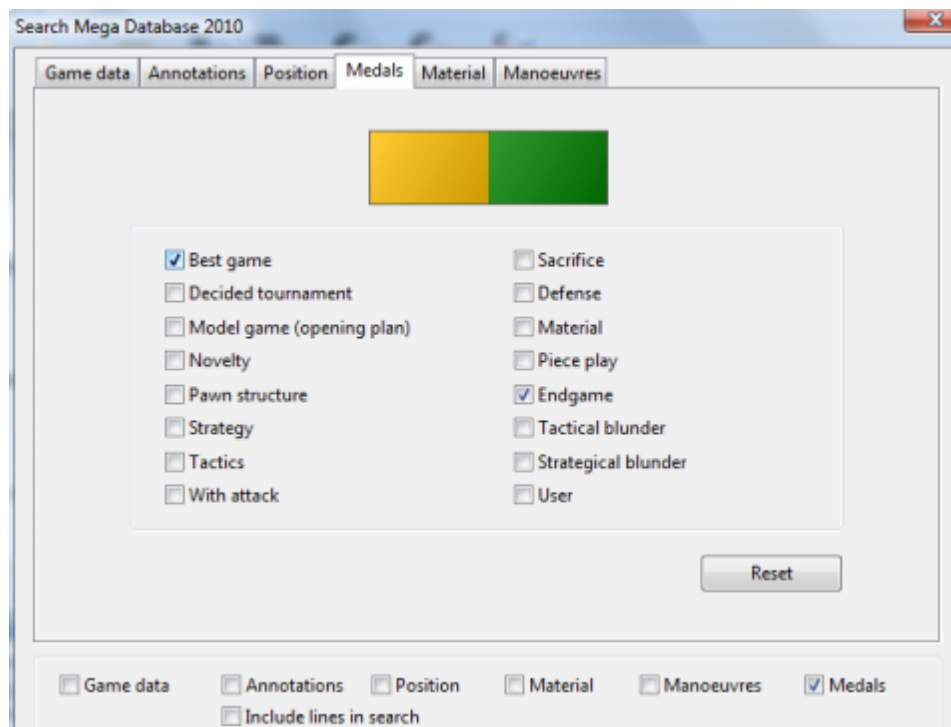 Search Mega Database 2010
Game data Annotations Position Medals Material Manoeuvres
Best game Sacrifice
Decided tournament Defense
Model game (opening plan) Material
Novelty Piece play
Pawn structure Endgame
Strategy Tactical blunder
Tactics Strategical blunder
With attack User
Reset
Game data Annotations Position Material Manoeuvres Medals
Include lines in search